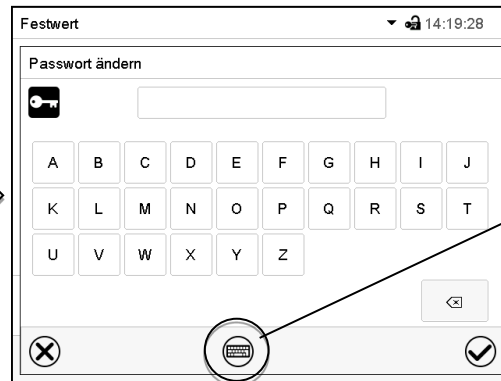 Festwert 14:19:28
Passwort ändern
A B C D E F G H I J
K L M N O P Q R S T
U V W X Y Z